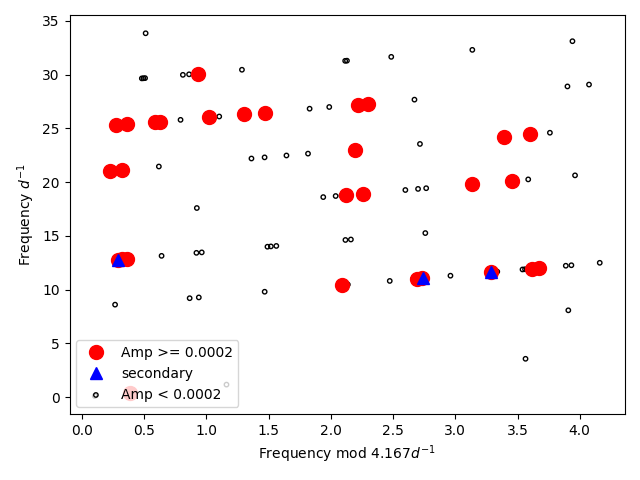 35
30
25
20
15
10
5
0
Frequency $d^{-1}$
Amp >= 0.0002
secondary
Amp < 0.0002
0.0 0.5 1.0 1.5 2.0 2.5 3.0 3.5 4.0
Frequency mod 4.167$d^{-1}$